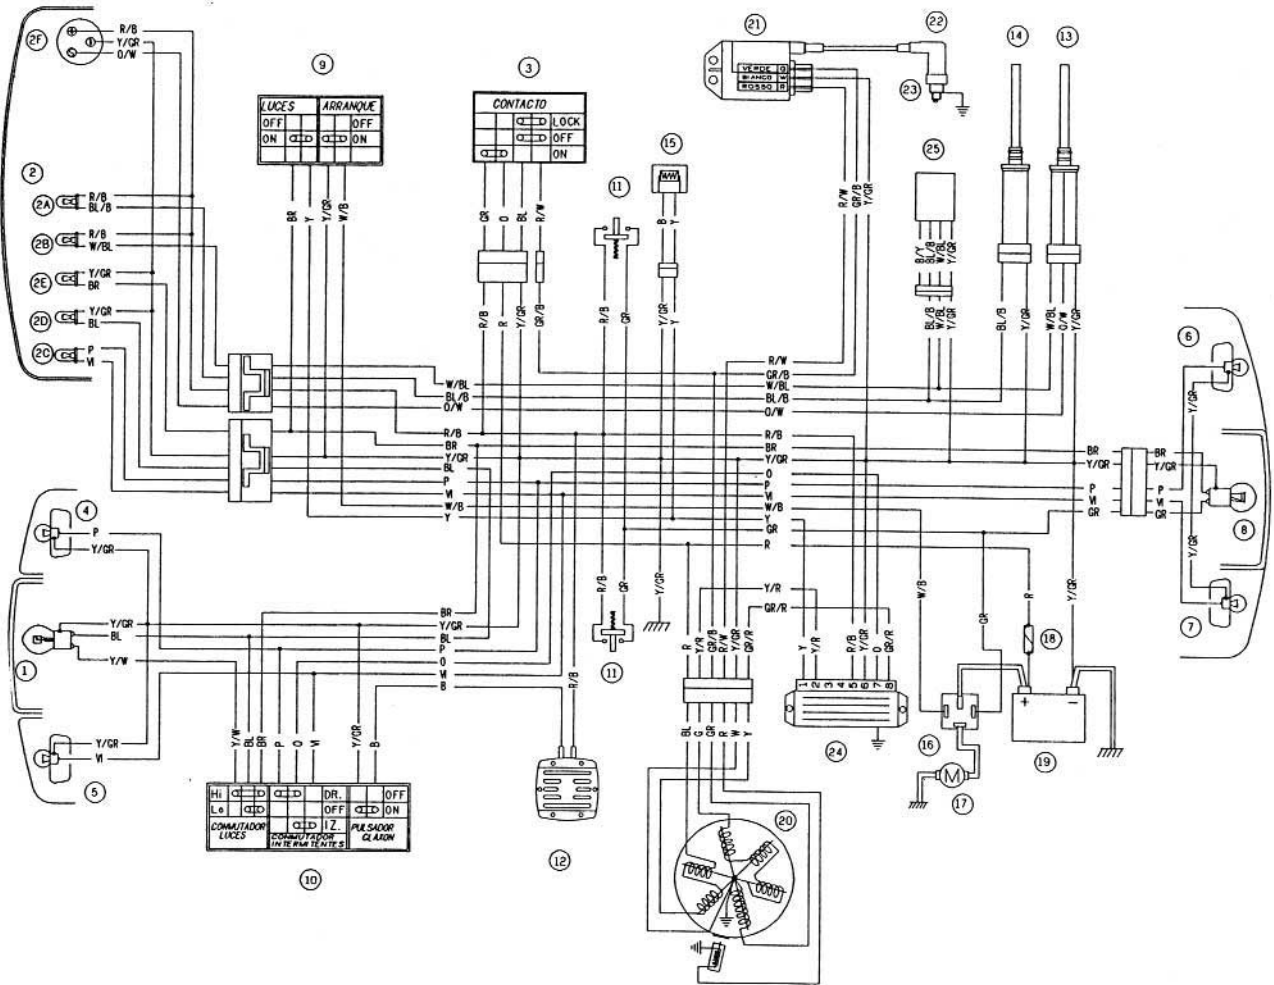 2F
R/B
Y/GR
O/W
9
3
21
22
14
13
LUCES ARRANQUE
OFF OFF
ON ON
CONTACTO
LOCK
OFF
ON
VERDE G
BIANCO W
ROSSO R
23
15
25
11
2
2A
R/B
BL/B
2B
R/B
W/BL
2E
Y/GR
BR
2D
Y/GR
BL
2C
P
VI
BR
Y
Y/GR
W/B
GR
O
BL
R/W
R/B
R
Y/GR
GR/B
R/B
GR
B
Y
Y/GR
Y
R/W
GR/B
Y/GR
B/Y
BL/B
W/BL
Y/GR
BL/B
W/BL
Y/GR
BL/B
Y/GR
W/BL
O/W
Y/GR
6
Y/GR
R/W
GR/B
W/BL
BL/B
O/W
W/BL
BL/B
O/W
R/B
BR
Y/GR
BL
P
VI
W/B
Y
R/B
BR
Y/GR
O
P
VI
W/B
Y
GR
R
BR
Y/GR
P
VI
GR
BR
Y/GR
P
VI
GR
8
Y/GR
7
4
P
Y/GR
1
Y/GR
BL
Y/W
5
Y/GR
VI
BR
Y/GR
BL
P
O
VI
B
R/B
R/B
GR
Y/GR
11
Y/R
GR/R
R
Y/R
GR/B
R/W
Y/GR
GR/R
Y
Y/R
R/B
Y/GR
O
GR/R
W/B
GR
R
Y/GR
18
1 2 3 4 5 6 7 8
24
16
M
17
+ −
19
BL
G
GR
R
W
Y
20
Y/W
BL
BR
P
O
VI
Y/GR
B
Hi DR. OFF
Lo OFF ON
IZ.
CONMUTADOR LUCES
CONMUTADOR INTERMITENTES
PULSADOR CLAXON
10
12